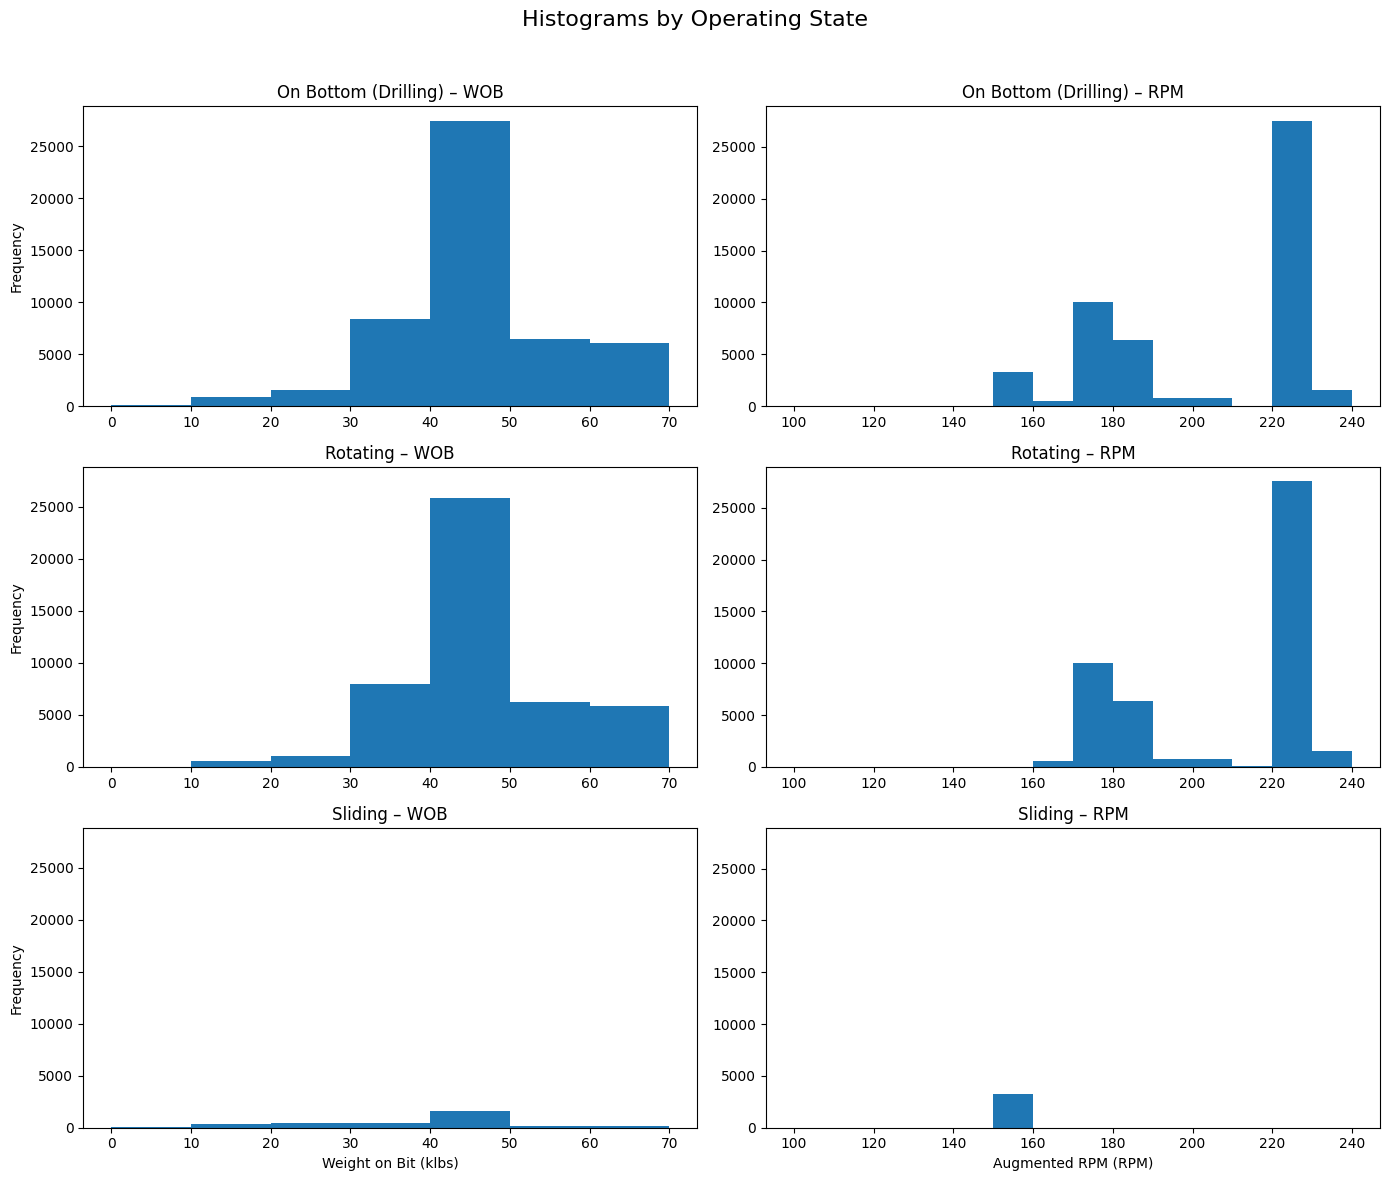 Histograms by Operating State
On Bottom (Drilling) – WOB
Frequency
25000
20000
15000
10000
5000
0
0 10 20 30 40 50 60 70
On Bottom (Drilling) – RPM
25000
20000
15000
10000
5000
0
100 120 140 160 180 200 220 240
Rotating – WOB
Frequency
25000
20000
15000
10000
5000
0
0 10 20 30 40 50 60 70
Rotating – RPM
25000
20000
15000
10000
5000
0
100 120 140 160 180 200 220 240
Sliding – WOB
Frequency
25000
20000
15000
10000
5000
0
0 10 20 30 40 50 60 70
Weight on Bit (klbs)
Sliding – RPM
25000
20000
15000
10000
5000
0
100 120 140 160 180 200 220 240
Augmented RPM (RPM)